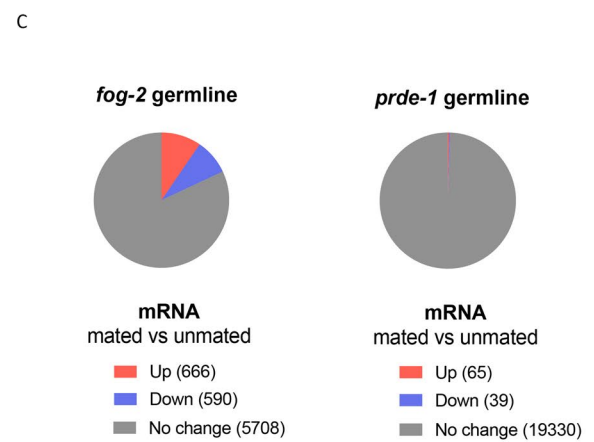 C
fog-2 germline
mRNA
mated vs unmated
Up (666)
Down (590)
No change (5708)
prde-1 germline
mRNA
mated vs unmated
Up (65)
Down (39)
No change (19330)